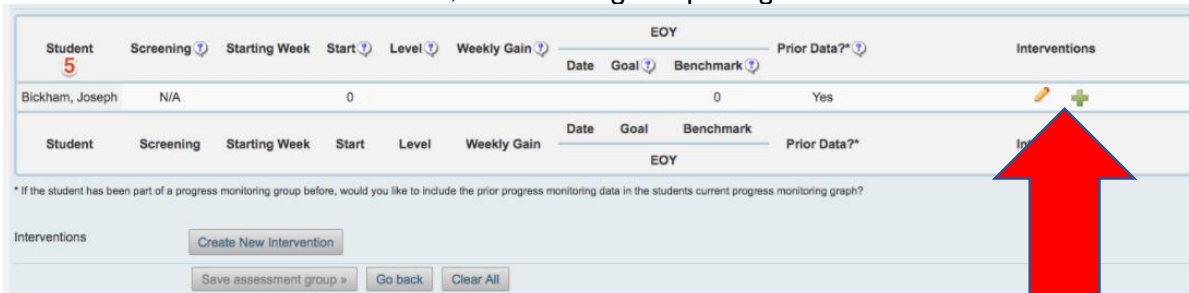 EOY
Student Screening ? Starting Week Start ? Level ? Weekly Gain ? Prior Data?* ? Interventions
5 Date Goal ? Benchmark ?
Bickham, Joseph N/A 0 0 Yes
Date Goal Benchmark
Student Screening Starting Week Start Level Weekly Gain Prior Data?*
EOY
* If the student has been part of a progress monitoring group before, would you like to include the prior progress monitoring data in the students current progress monitoring graph?
Interventions Create New Intervention
Save assessment group » Go back Clear All